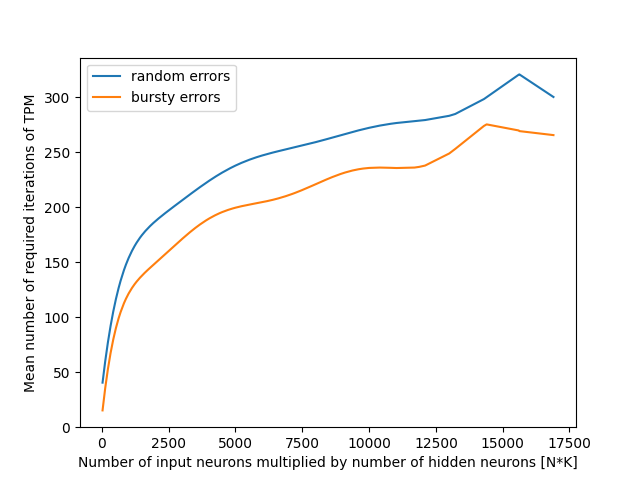 random errors
bursty errors
300
250
200
150
100
50
0
Mean number of required iterations of TPM
0 2500 5000 7500 10000 12500 15000 17500
Number of input neurons multiplied by number of hidden neurons [N*K]